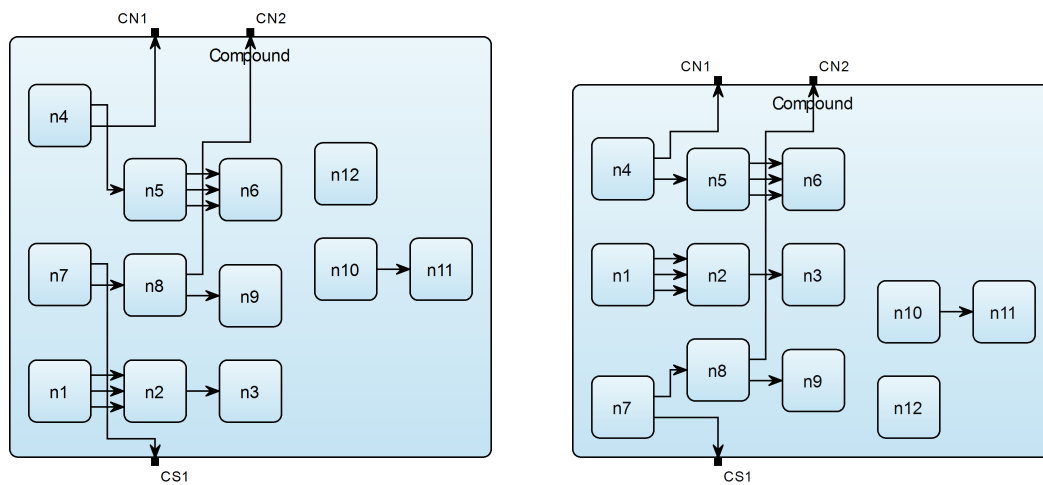 CN1 CN2
Compound
n4
n5 n6 n12
n7 n8 n9 n10 n11
n1 n2 n3
CS1
CN1 CN2
Compound
n4 n5 n6
n1 n2 n3
n10 n11
n7 n8 n9 n12
CS1